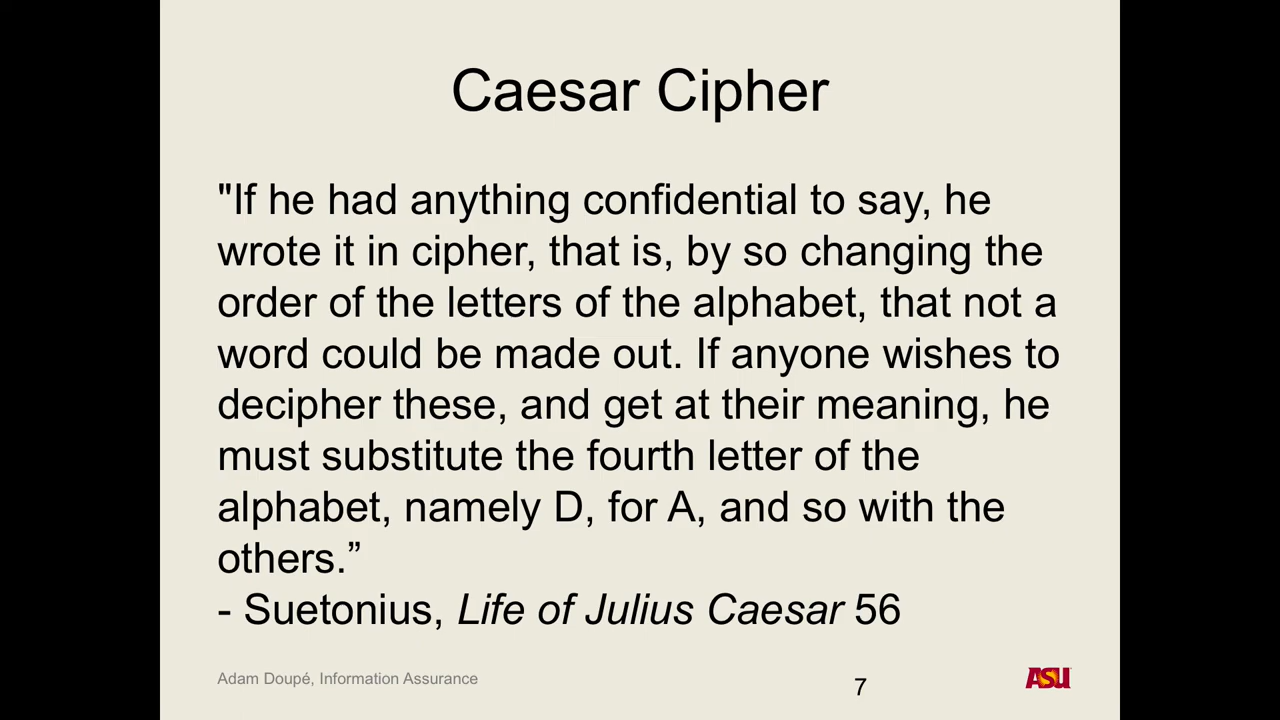 Caesar Cipher
"If he had anything confidential to say, he
wrote it in cipher, that is, by so changing the
order of the letters of the alphabet, that not a
word could be made out. If anyone wishes to
decipher these, and get at their meaning, he
must substitute the fourth letter of the
alphabet, namely D, for A, and so with the
others.”
- Suetonius, Life of Julius Caesar 56
Adam Doupé, Information Assurance
7
ASU